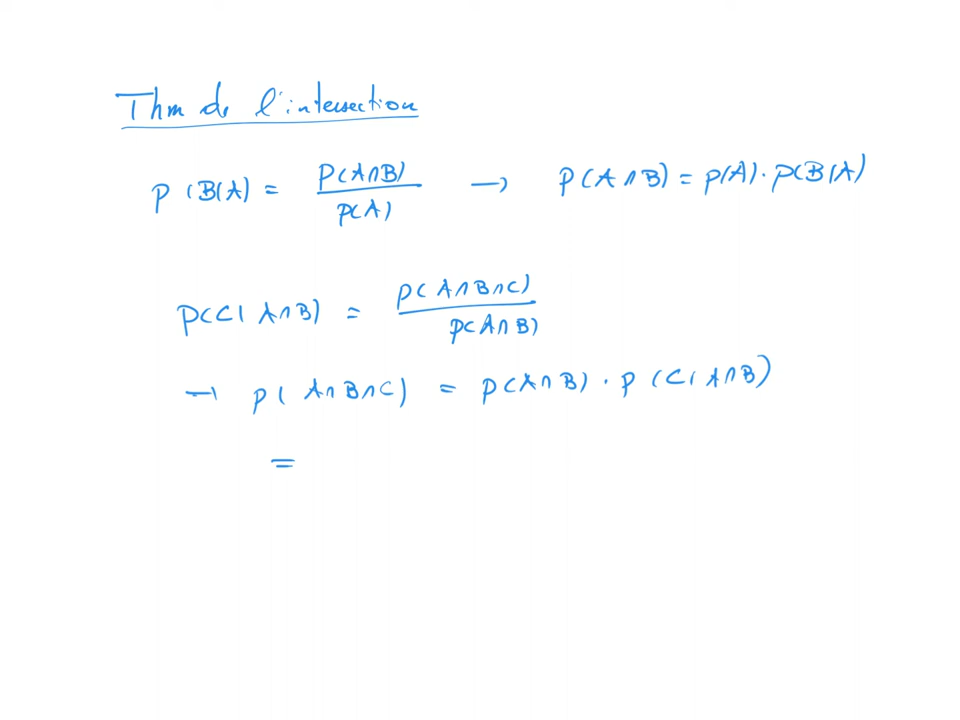 Thm de l'intersection
P(B|A) = P(A∩B) / P(A) → P(A∩B) = P(A) · P(B|A)
P(C|A∩B) = P(A∩B∩C) / P(A∩B)
→ P(A∩B∩C) = P(A∩B) · P(C|A∩B)
=